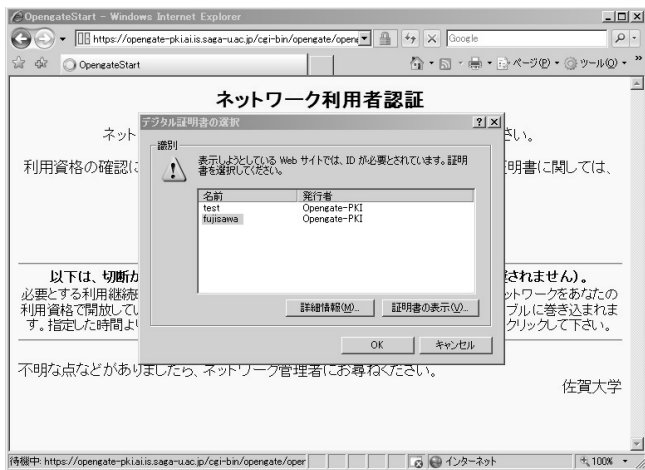 OpengateStart - Windows Internet Explorer
https://opengate-pki.ai.is.saga-u.ac.jp/cgi-bin/opengate/openg
Google
OpengateStart
ページ(P)
ツール(O)
ネットワーク利用者認証
デジタル証明書の選択
ネット
さい。
識別
利用資格の確認に
表示しようとしている Web サイトでは、ID が必要とされています。証明
書を選択してください。
証明書に関しては、
名前 発行者
test Opengate-PKI
fujisawa Opengate-PKI
以下は、切断か
されません)。
必要とする利用継続
ットワークをあなたの
利用資格で開放してい
詳細情報(M)... 証明書の表示(V)...
ブルに巻き込まれま
す。指定した時間よ
クリックして下さい。
OK キャンセル
不明な点などがありましたら、ネットワーク管理者にお尋ねください。
佐賀大学
待機中: https://opengate-pki.ai.is.saga-u.ac.jp/cgi-bin/opengate/oper
インターネット
100%